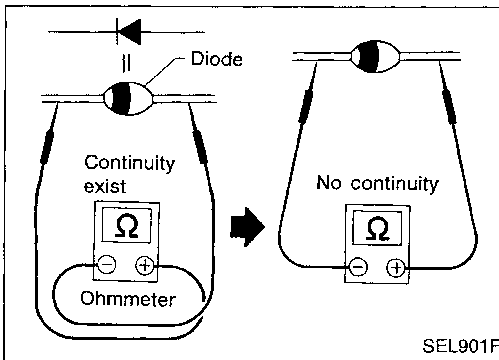 Diode
Continuity
exist
Ω
− +
Ohmmeter
No continuity
Ω
− +
SEL901F